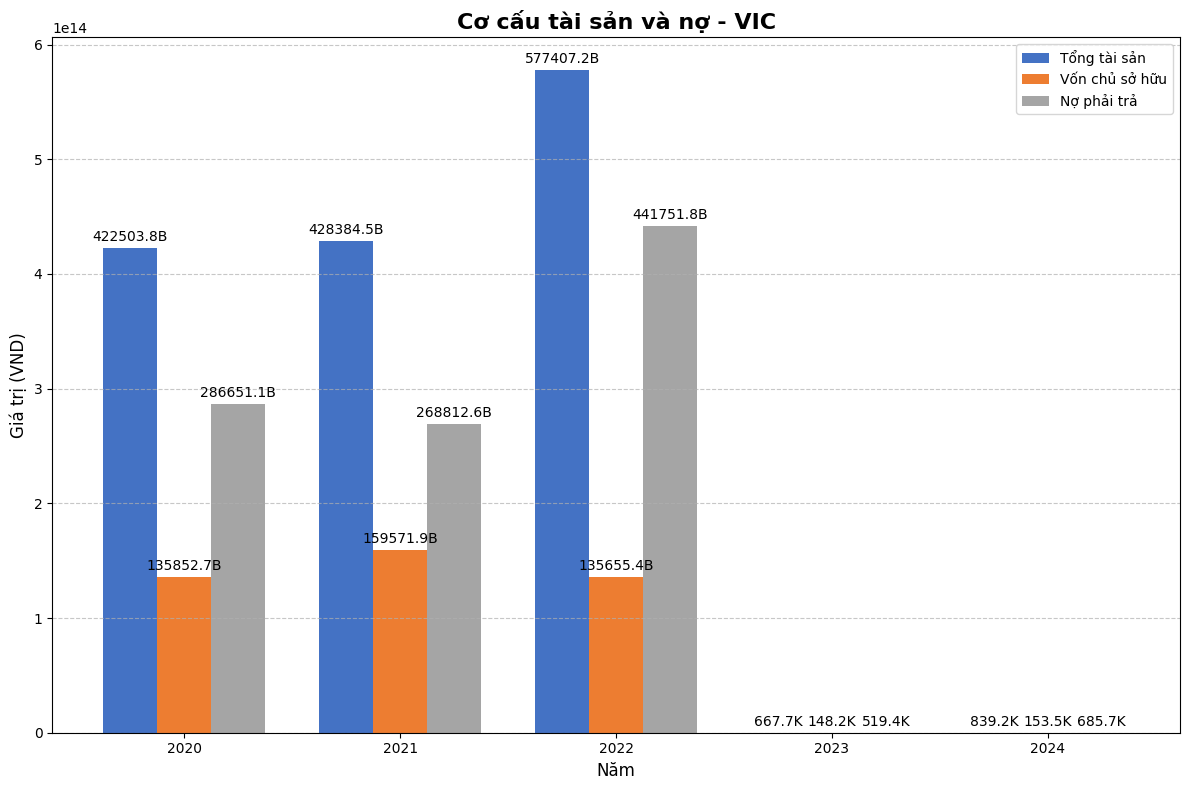 Cơ cấu tài sản và nợ - VIC
1e14
6
5
4
3
2
1
0
Giá trị (VND)
Tổng tài sản
Vốn chủ sở hữu
Nợ phải trả
422503.8B
135852.7B
286651.1B
428384.5B
159571.9B
268812.6B
577407.2B
135655.4B
441751.8B
667.7K 148.2K 519.4K
839.2K 153.5K 685.7K
2020 2021 2022 2023 2024
Năm